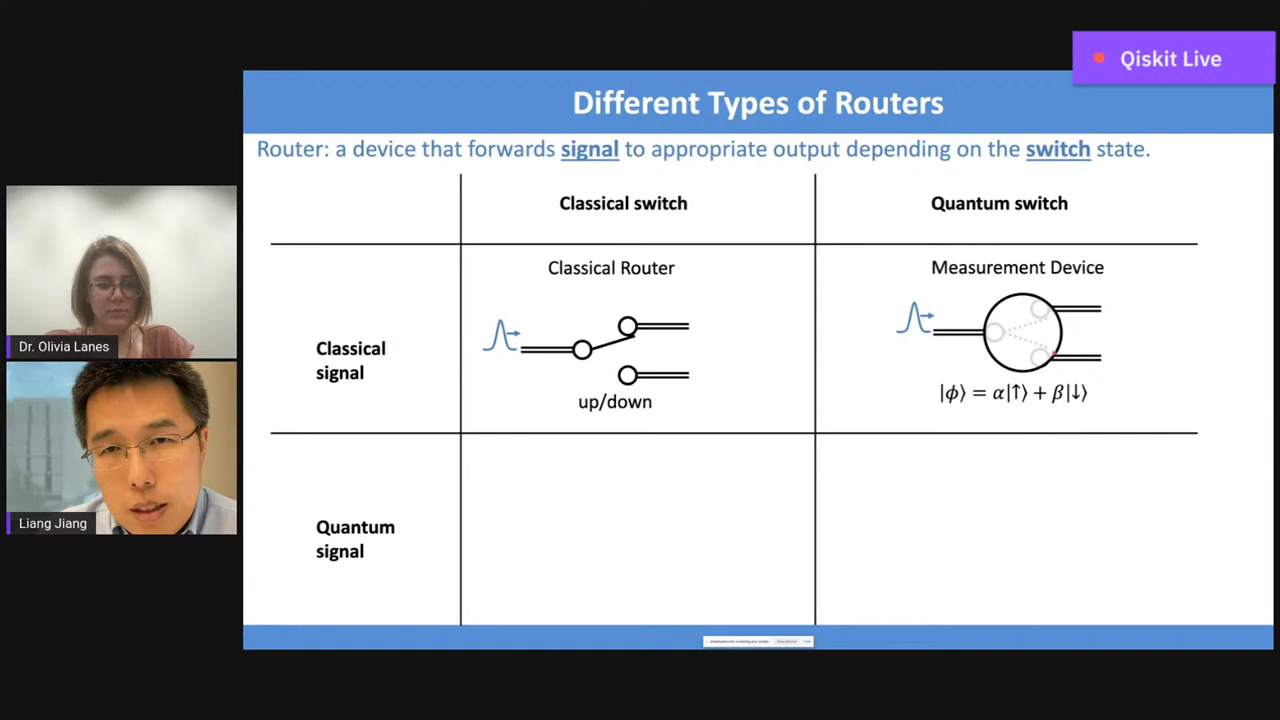 Qiskit Live
Different Types of Routers
Router: a device that forwards signal to appropriate output depending on the switch state.
Classical switch
Quantum switch
Classical Router
Measurement Device
Classical
signal
up/down
|ϕ⟩ = α|↑⟩ + β|↓⟩
Quantum
signal
Dr. Olivia Lanes
Liang Jiang